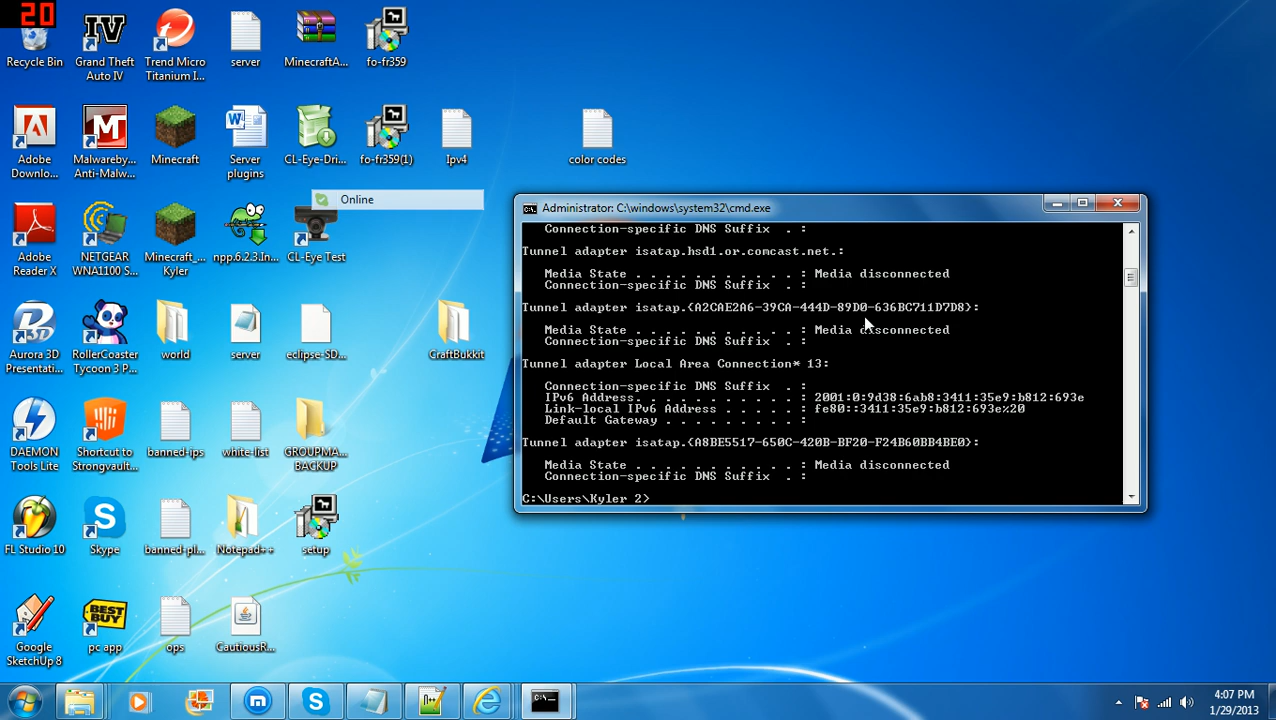 20
Recycle Bin
IV
Grand Theft
Auto IV
Trend Micro
Titanium I...
server
MinecraftA...
fo-fr359
Adobe
Downlo...
M
Malwareby...
Anti-Malw...
Minecraft
W
Server
plugins
CL-Eye-Dri...
fo-fr359(1)
Ipv4
color codes
Adobe
Reader X
NETGEAR
WNA1100 S...
Minecraft_...
Kyler
npp.6.2.3.In...
CL-Eye Test
Online
Aurora 3D
Presentati...
RollerCoaster
Tycoon 3 P...
world
server
eclipse-SD...
CraftBukkit
DAEMON
Tools Lite
Shortcut to
Strongvault...
banned-ips
white-list
GROUPMA...
BACKUP
FL Studio 10
S
Skype
banned-pl...
Notepad++
setup
Google
SketchUp 8
BEST
BUY
pc app
ops
CautiousR...
Administrator: C:\windows\system32\cmd.exe
Connection-specific DNS Suffix . :
Tunnel adapter isatap.hsd1.or.comcast.net.:
Media State . . . . . . . . . . . : Media disconnected
Connection-specific DNS Suffix . :
Tunnel adapter isatap.{A2CAE2A6-39CA-444D-89D0-636BC711D7D8}:
Media State . . . . . . . . . . . : Media disconnected
Connection-specific DNS Suffix . :
Tunnel adapter Local Area Connection* 13:
Connection-specific DNS Suffix . :
IPv6 Address. . . . . . . . . . . : 2001:0:9d38:6ab8:3411:35e9:b812:693e
Link-local IPv6 Address . . . . . : fe80::3411:35e9:b812:693e%20
Default Gateway . . . . . . . . . :
Tunnel adapter isatap.{A8BE5517-650C-420B-BF20-F24B60BB4BE0}:
Media State . . . . . . . . . . . : Media disconnected
Connection-specific DNS Suffix . :
C:\Users\Kyler 2>
4:07 PM
1/29/2013